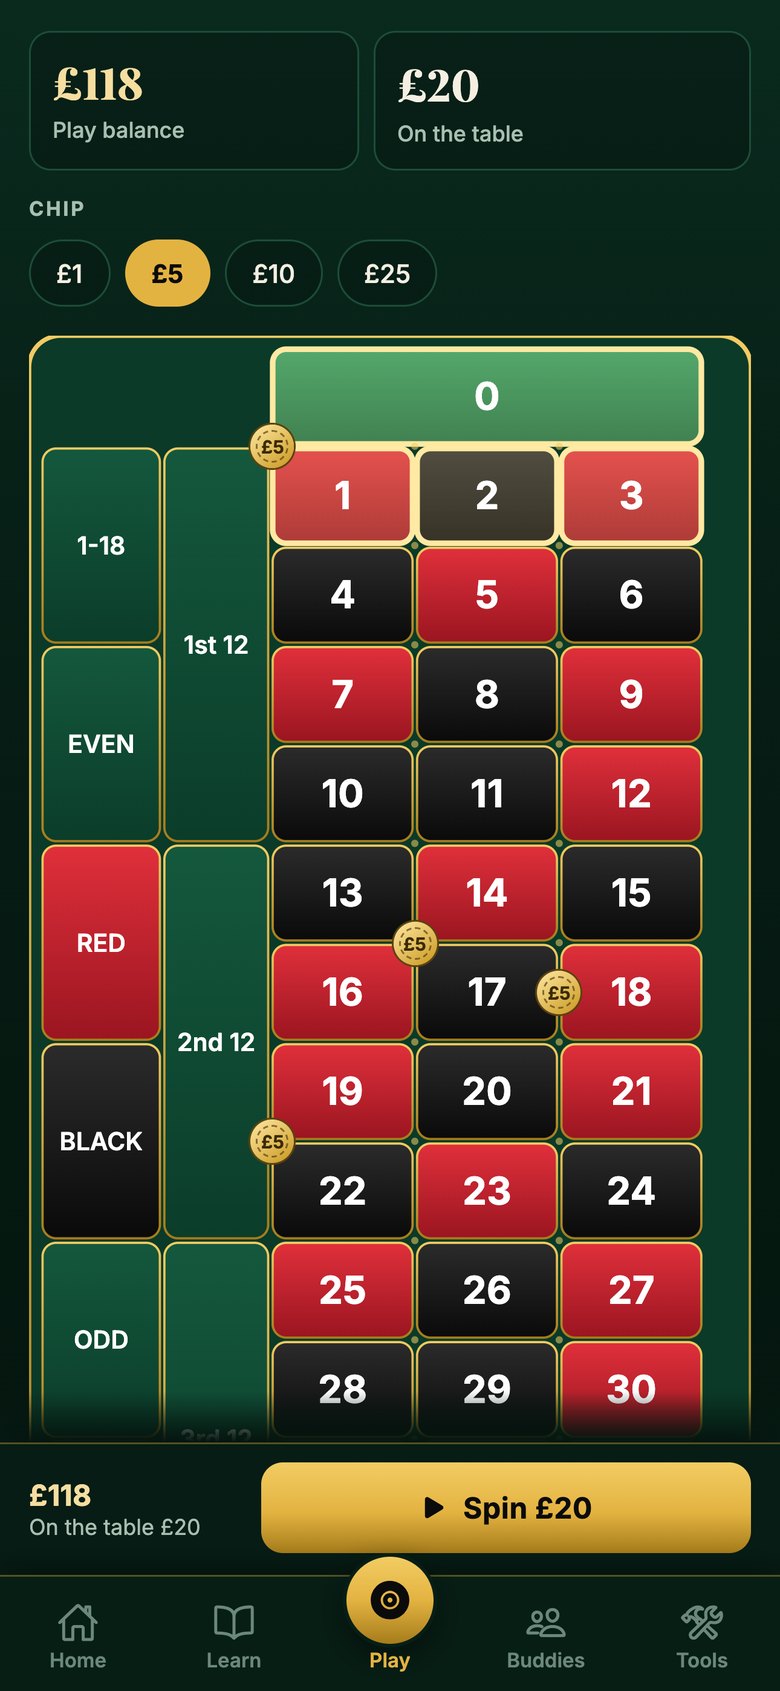 £118
Play balance
£20
On the table
CHIP
£1 £5 £10 £25
0
£5
1 2 3
1-18
4 5 6
1st 12
7 8 9
EVEN
10 11 12
13 14 15
RED
£5
16 17 £5 18
2nd 12
19 20 21
BLACK
£5
22 23 24
25 26 27
ODD
28 29 30
3rd 12
£118
On the table £20
Spin £20
Home Learn Play Buddies Tools